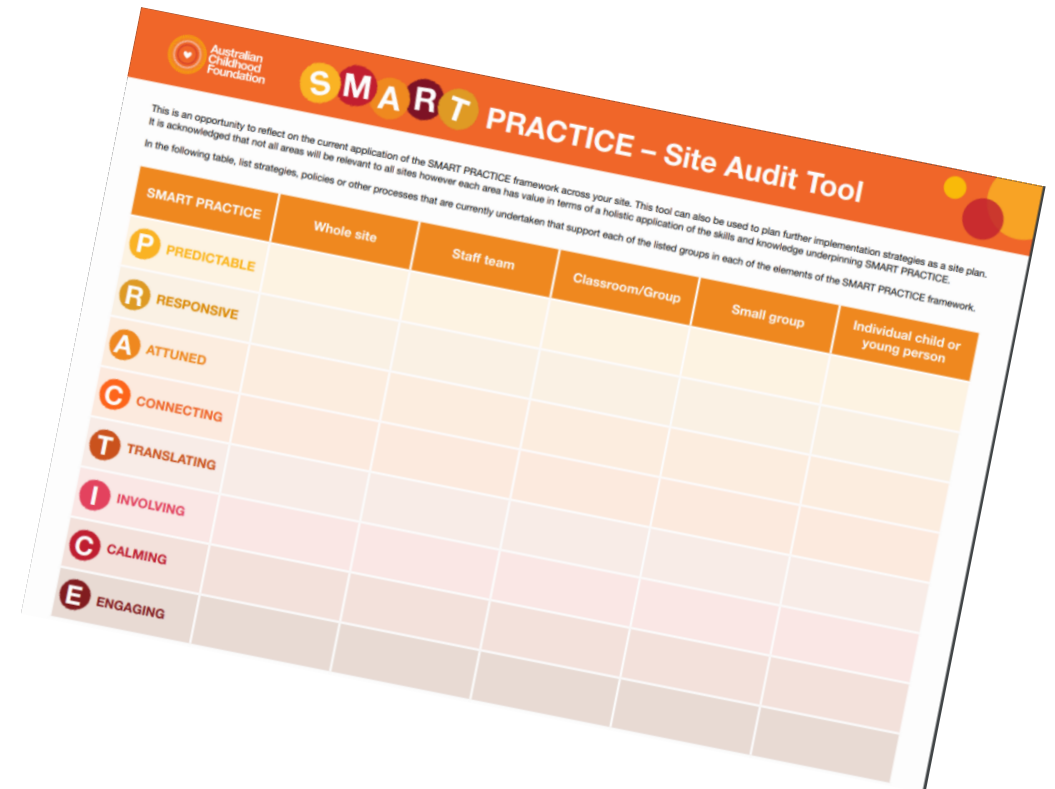 Australian
Childhood
Foundation
SMART PRACTICE – Site Audit Tool
This is an opportunity to reflect on the current application of the SMART PRACTICE framework across your site. This tool can also be used to plan further implementation strategies as a site plan.
It is acknowledged that not all areas will be relevant to all sites however each area has value in terms of a holistic application of the skills and knowledge underpinning SMART PRACTICE.
In the following table, list strategies, policies or other processes that are currently undertaken that support each of the listed groups in each of the elements of the SMART PRACTICE framework.
SMART PRACTICE
Whole site
Staff team
Classroom/Group
Small group
Individual child or
young person
P PREDICTABLE
R RESPONSIVE
A ATTUNED
C CONNECTING
T TRANSLATING
I INVOLVING
C CALMING
E ENGAGING